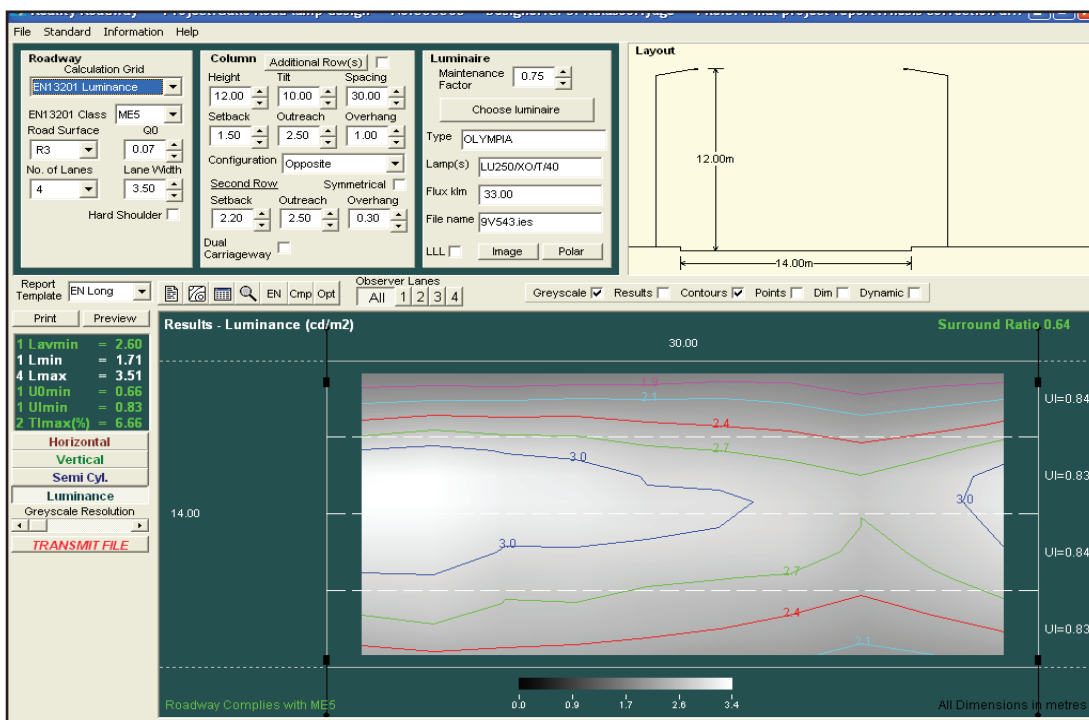 File Standard Information Help
Roadway
Calculation Grid
EN13201 Luminance
EN13201 Class ME5
Road Surface Q0
R3 0.07
No. of Lanes Lane Width
4 3.50
Hard Shoulder
Column Additional Row(s)
Height Tilt Spacing
12.00 10.00 30.00
Setback Outreach Overhang
1.50 2.50 1.00
Configuration Opposite
Second Row Symmetrical
Setback Outreach Overhang
2.20 2.50 0.30
Dual
Carriageway
Luminaire
Maintenance
Factor 0.75
Choose luminaire
Type OLYMPIA
Lamp(s) LU250/XO/T/40
Flux klm 33.00
File name 9V543.ies
LLL Image Polar
Layout
12.00m
14.00m
Report
Template EN Long
EN Cmp Opt
Observer Lanes
All 1 2 3 4
Greyscale Results Contours Points Dim Dynamic
Print Preview
1 Lavmin = 2.60
1 Lmin = 1.71
4 Lmax = 3.51
1 U0min = 0.66
1 UImin = 0.83
2 TImax(%) = 6.66
Horizontal
Vertical
Semi Cyl.
Luminance
Greyscale Resolution
TRANSMIT FILE
Results - Luminance (cd/m2)
Surround Ratio 0.64
30.00
14.00
1.9
2.1
2.4
2.7
3.0
3.0
3.0
2.7
2.4
2.1
UI=0.84
UI=0.83
UI=0.84
UI=0.83
0.0 0.9 1.7 2.6 3.4
Roadway Complies with ME5
All Dimensions in metres